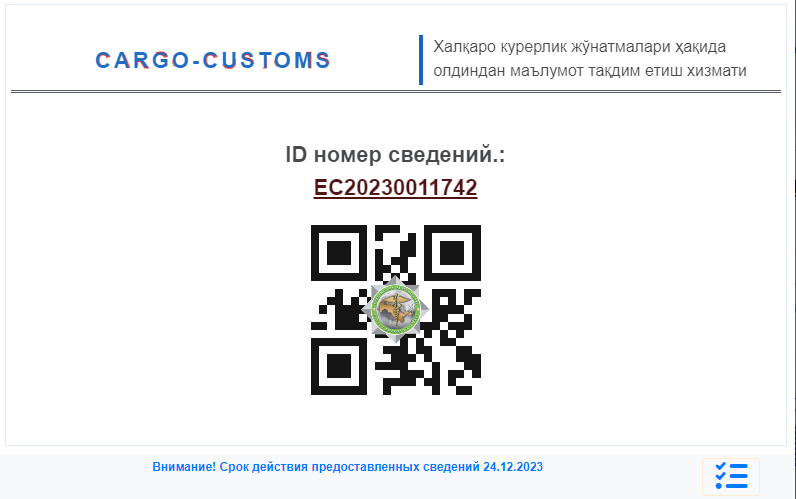 CARGO-CUSTOMS
Халқаро курерлик жўнатмалари ҳақида
олдиндан маълумот тақдим етиш хизмати
ID номер сведений.:
EC20230011742
Внимание! Срок действия предоставленных сведений 24.12.2023